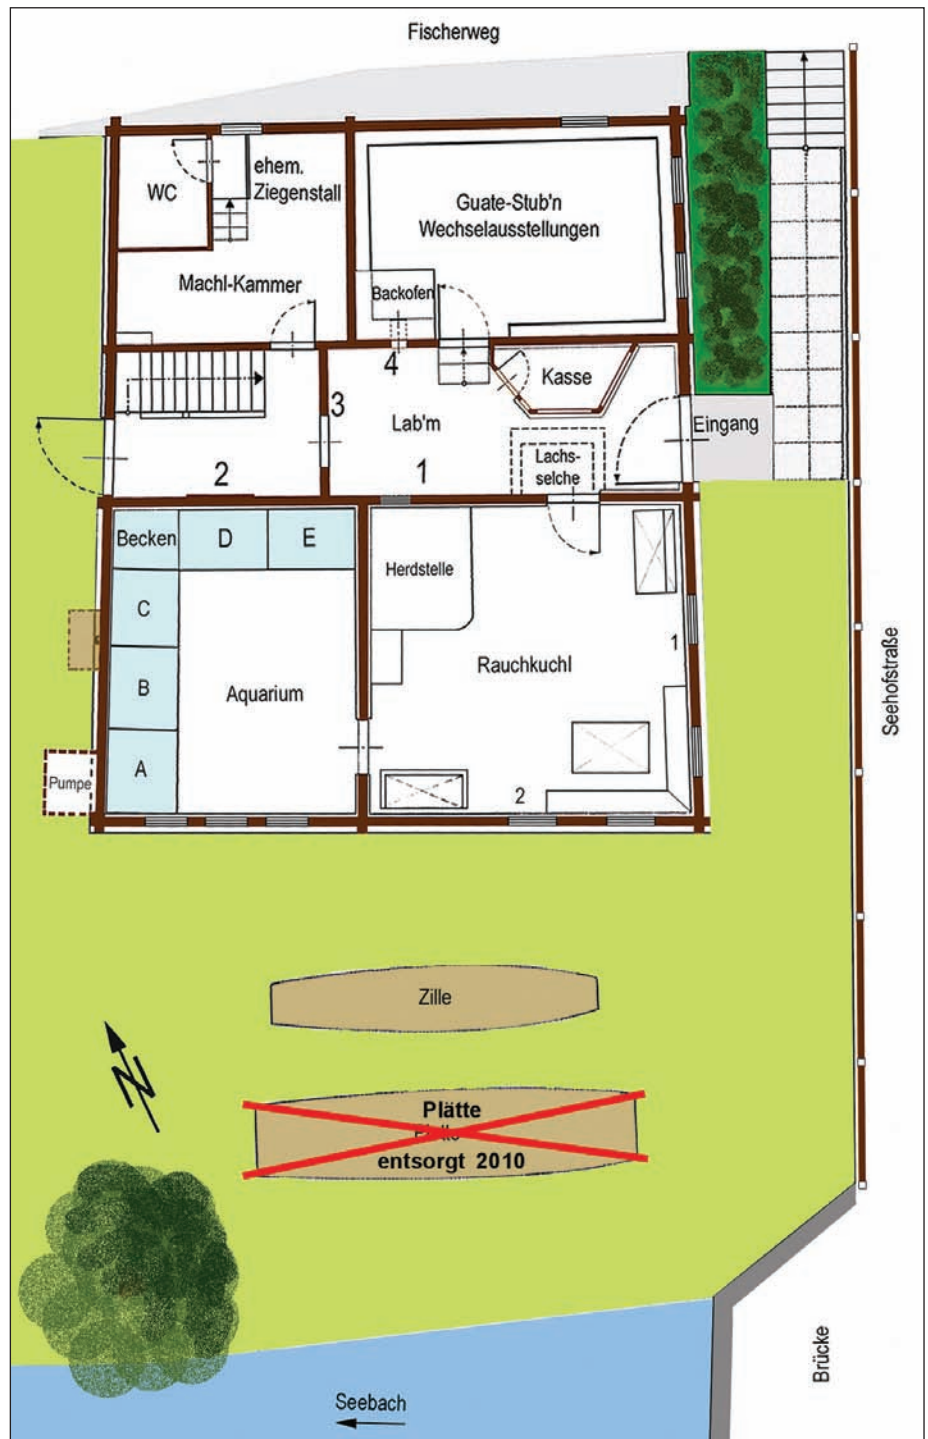 Fischerweg
WC
ehem.
Ziegenstall
Guate-Stub'n
Wechselausstellungen
Machl-Kammer
Backofen
4
Kasse
3
Lab'm
Eingang
2
1
Lachs-
selche
Becken
D
E
Herdstelle
C
1
Rauchkuchl
B
Aquarium
Seehofstraße
A
Pumpe
2
Zille
N
Plätte
entsorgt 2010
Brücke
Seebach